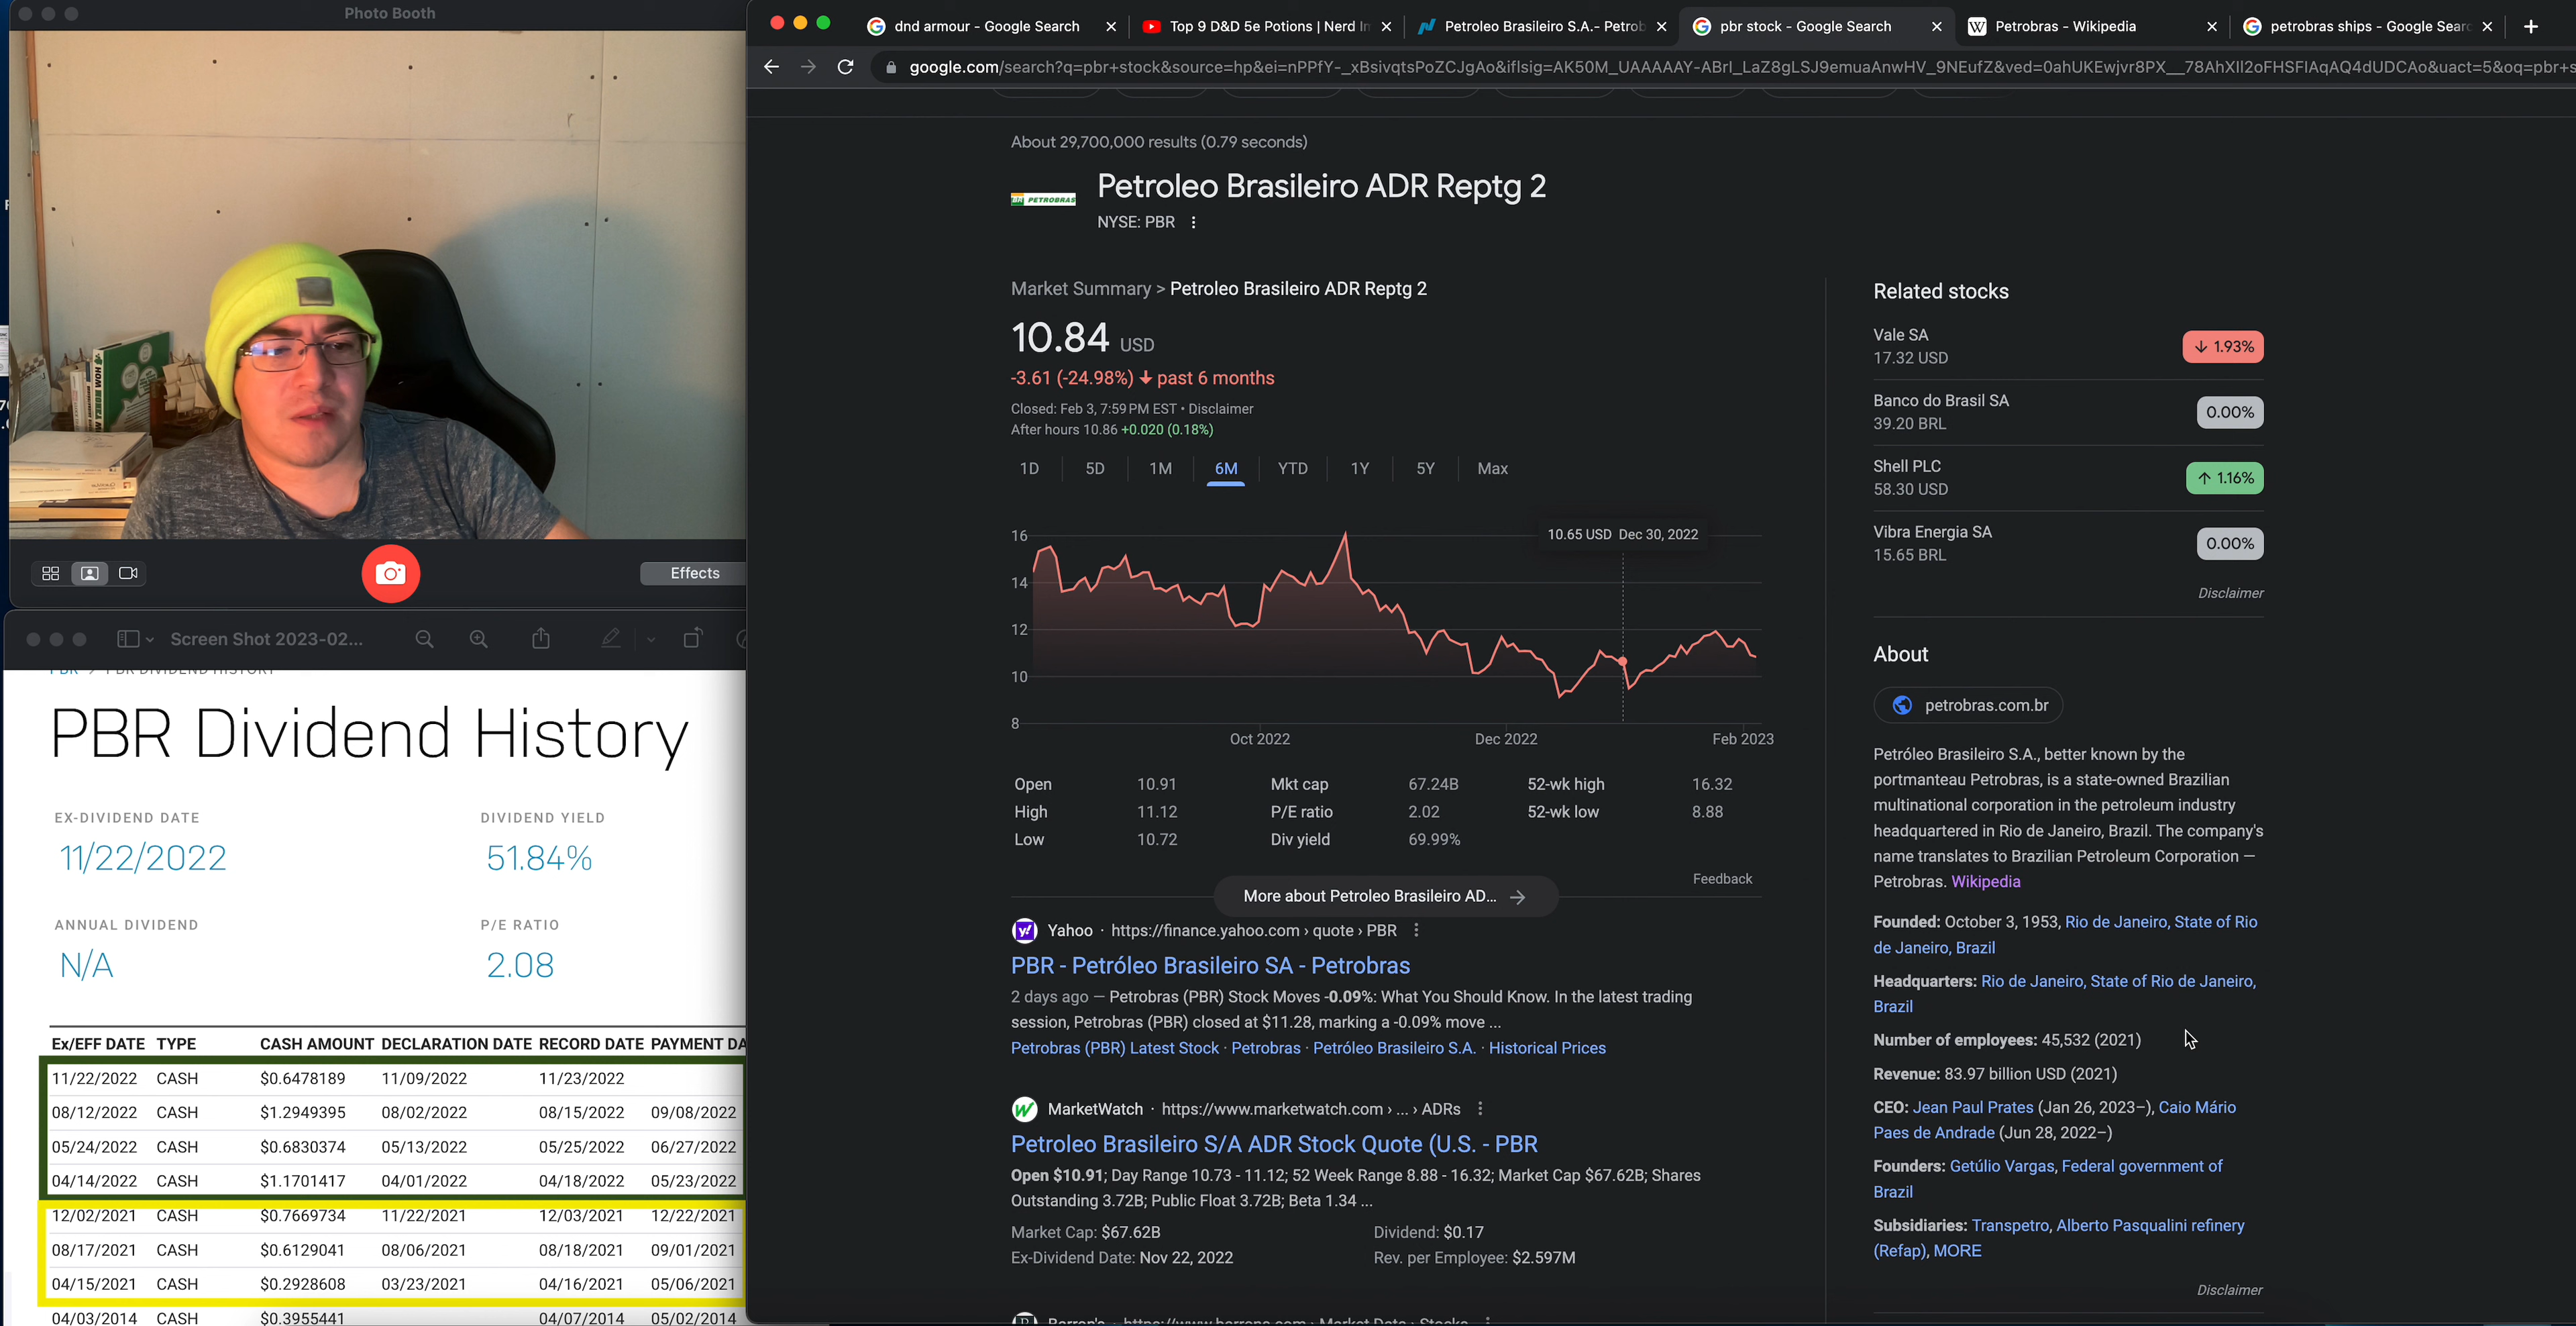 Photo Booth
Effects
Screen Shot 2023-02...
PBR > PBR DIVIDEND HISTORY
PBR Dividend History
EX-DIVIDEND DATE
11/22/2022
DIVIDEND YIELD
51.84%
ANNUAL DIVIDEND
N/A
P/E RATIO
2.08
Ex/EFF DATE TYPE CASH AMOUNT DECLARATION DATE RECORD DATE PAYMENT DA
11/22/2022 CASH $0.6478189 11/09/2022 11/23/2022
08/12/2022 CASH $1.2949395 08/02/2022 08/15/2022 09/08/2022
05/24/2022 CASH $0.6830374 05/13/2022 05/25/2022 06/27/2022
04/14/2022 CASH $1.1701417 04/01/2022 04/18/2022 05/23/2022
12/02/2021 CASH $0.7669734 11/22/2021 12/03/2021 12/22/2021
08/17/2021 CASH $0.6129041 08/06/2021 08/18/2021 09/01/2021
04/15/2021 CASH $0.2928608 03/23/2021 04/16/2021 05/06/2021
04/03/2014 CASH $0.3955441 04/07/2014 05/02/2014
dnd armour - Google Search
Top 9 D&D 5e Potions | Nerd Im
Petroleo Brasileiro S.A.- Petrob
pbr stock - Google Search
Petrobras - Wikipedia
petrobras ships - Google Searc
google.com/search?q=pbr+stock&source=hp&ei=nPPfY-_xBsivqtsPoZCJgAo&iflsig=AK50M_UAAAAAY-ABrI_LaZ8gLSJ9emuaAnwHV_9NEufZ&ved=0ahUKEwjvr8PX__78AhXIl2oFHSFIAqAQ4dUDCAo&uact=5&oq=pbr+s
About 29,700,000 results (0.79 seconds)
BR PETROBRAS
Petroleo Brasileiro ADR Reptg 2
NYSE: PBR
Market Summary > Petroleo Brasileiro ADR Reptg 2
10.84 USD
-3.61 (-24.98%) ↓ past 6 months
Closed: Feb 3, 7:59 PM EST • Disclaimer
After hours 10.86 +0.020 (0.18%)
1D 5D 1M 6M YTD 1Y 5Y Max
10.65 USD Dec 30, 2022
16
14
12
10
8
Oct 2022 Dec 2022 Feb 2023
Open 10.91 Mkt cap 67.24B 52-wk high 16.32
High 11.12 P/E ratio 2.02 52-wk low 8.88
Low 10.72 Div yield 69.99%
Feedback
More about Petroleo Brasileiro AD... →
Yahoo · https://finance.yahoo.com › quote › PBR
PBR - Petróleo Brasileiro SA - Petrobras
2 days ago — Petrobras (PBR) Stock Moves -0.09%: What You Should Know. In the latest trading
session, Petrobras (PBR) closed at $11.28, marking a -0.09% move ...
Petrobras (PBR) Latest Stock · Petrobras · Petróleo Brasileiro S.A. · Historical Prices
MarketWatch · https://www.marketwatch.com › ... › ADRs
Petroleo Brasileiro S/A ADR Stock Quote (U.S. - PBR
Open $10.91; Day Range 10.73 - 11.12; 52 Week Range 8.88 - 16.32; Market Cap $67.62B; Shares
Outstanding 3.72B; Public Float 3.72B; Beta 1.34 ...
Market Cap: $67.62B Dividend: $0.17
Ex-Dividend Date: Nov 22, 2022 Rev. per Employee: $2.597M
Barron's · https://www.barrons.com › Market Data › Stocks
Related stocks
Vale SA
17.32 USD
↓ 1.93%
Banco do Brasil SA
39.20 BRL
0.00%
Shell PLC
58.30 USD
↑ 1.16%
Vibra Energia SA
15.65 BRL
0.00%
Disclaimer
About
petrobras.com.br
Petróleo Brasileiro S.A., better known by the
portmanteau Petrobras, is a state-owned Brazilian
multinational corporation in the petroleum industry
headquartered in Rio de Janeiro, Brazil. The company's
name translates to Brazilian Petroleum Corporation —
Petrobras. Wikipedia
Founded: October 3, 1953, Rio de Janeiro, State of Rio
de Janeiro, Brazil
Headquarters: Rio de Janeiro, State of Rio de Janeiro,
Brazil
Number of employees: 45,532 (2021)
Revenue: 83.97 billion USD (2021)
CEO: Jean Paul Prates (Jan 26, 2023–), Caio Mário
Paes de Andrade (Jun 28, 2022–)
Founders: Getúlio Vargas, Federal government of
Brazil
Subsidiaries: Transpetro, Alberto Pasqualini refinery
(Refap), MORE
Disclaimer